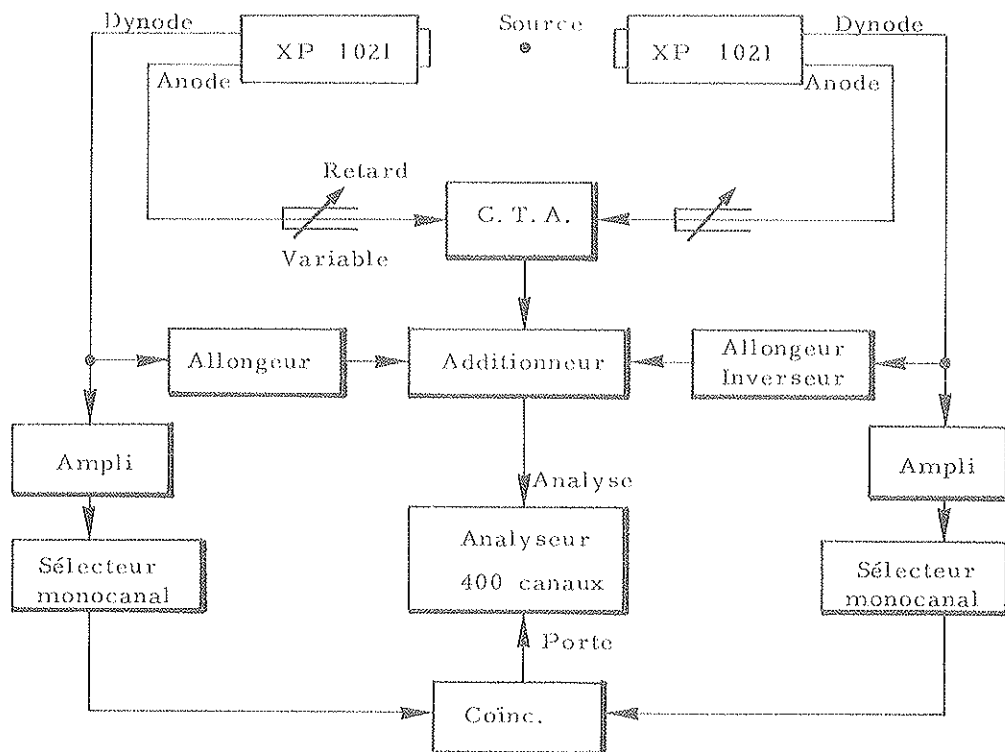 Dynode
Source
Dynode
XP 1021
XP 1021
Anode
Anode
Retard
C. T. A.
Variable
Allongeur
Additionneur
Allongeur
Inverseur
Ampli
Analyse
Ampli
Sélecteur
monocanal
Analyseur
400 canaux
Sélecteur
monocanal
Porte
Coïnc.